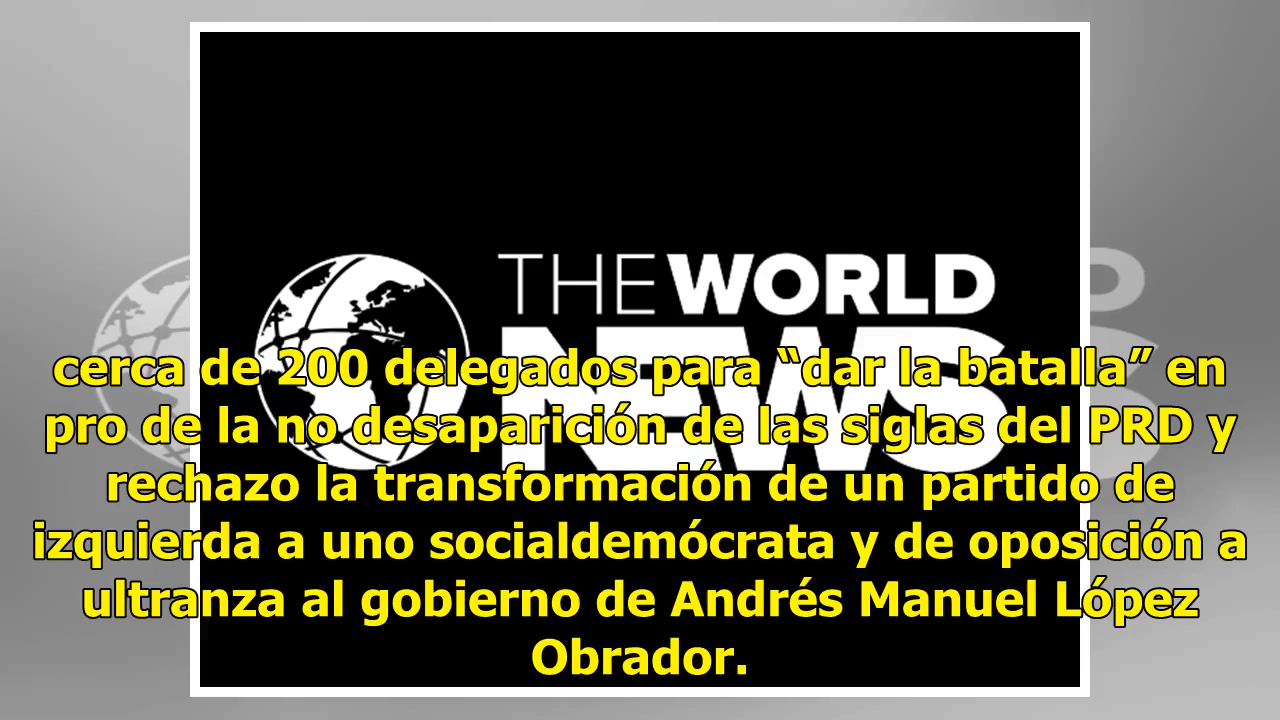 THE WORLD
NEWS
cerca de 200 delegados para “dar la batalla” en
pro de la no desaparición de las siglas del PRD y
rechazo la transformación de un partido de
izquierda a uno socialdemócrata y de oposición a
ultranza al gobierno de Andrés Manuel López
Obrador.